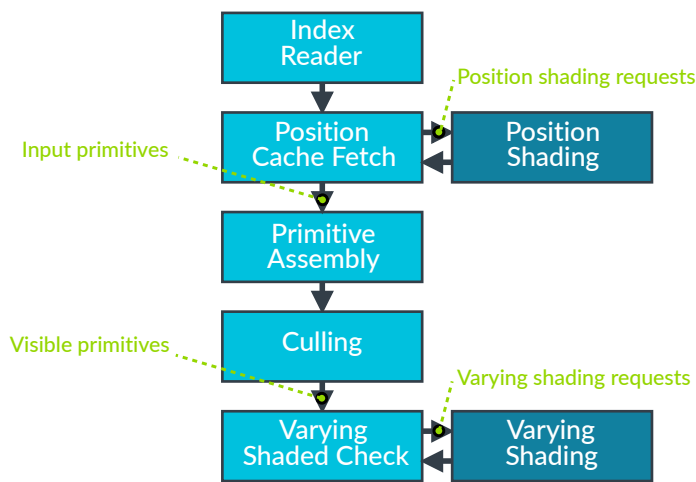 Index
Reader
Position shading requests
Position
Cache Fetch
Position
Shading
Input primitives
Primitive
Assembly
Culling
Visible primitives
Varying shading requests
Varying
Shaded Check
Varying
Shading